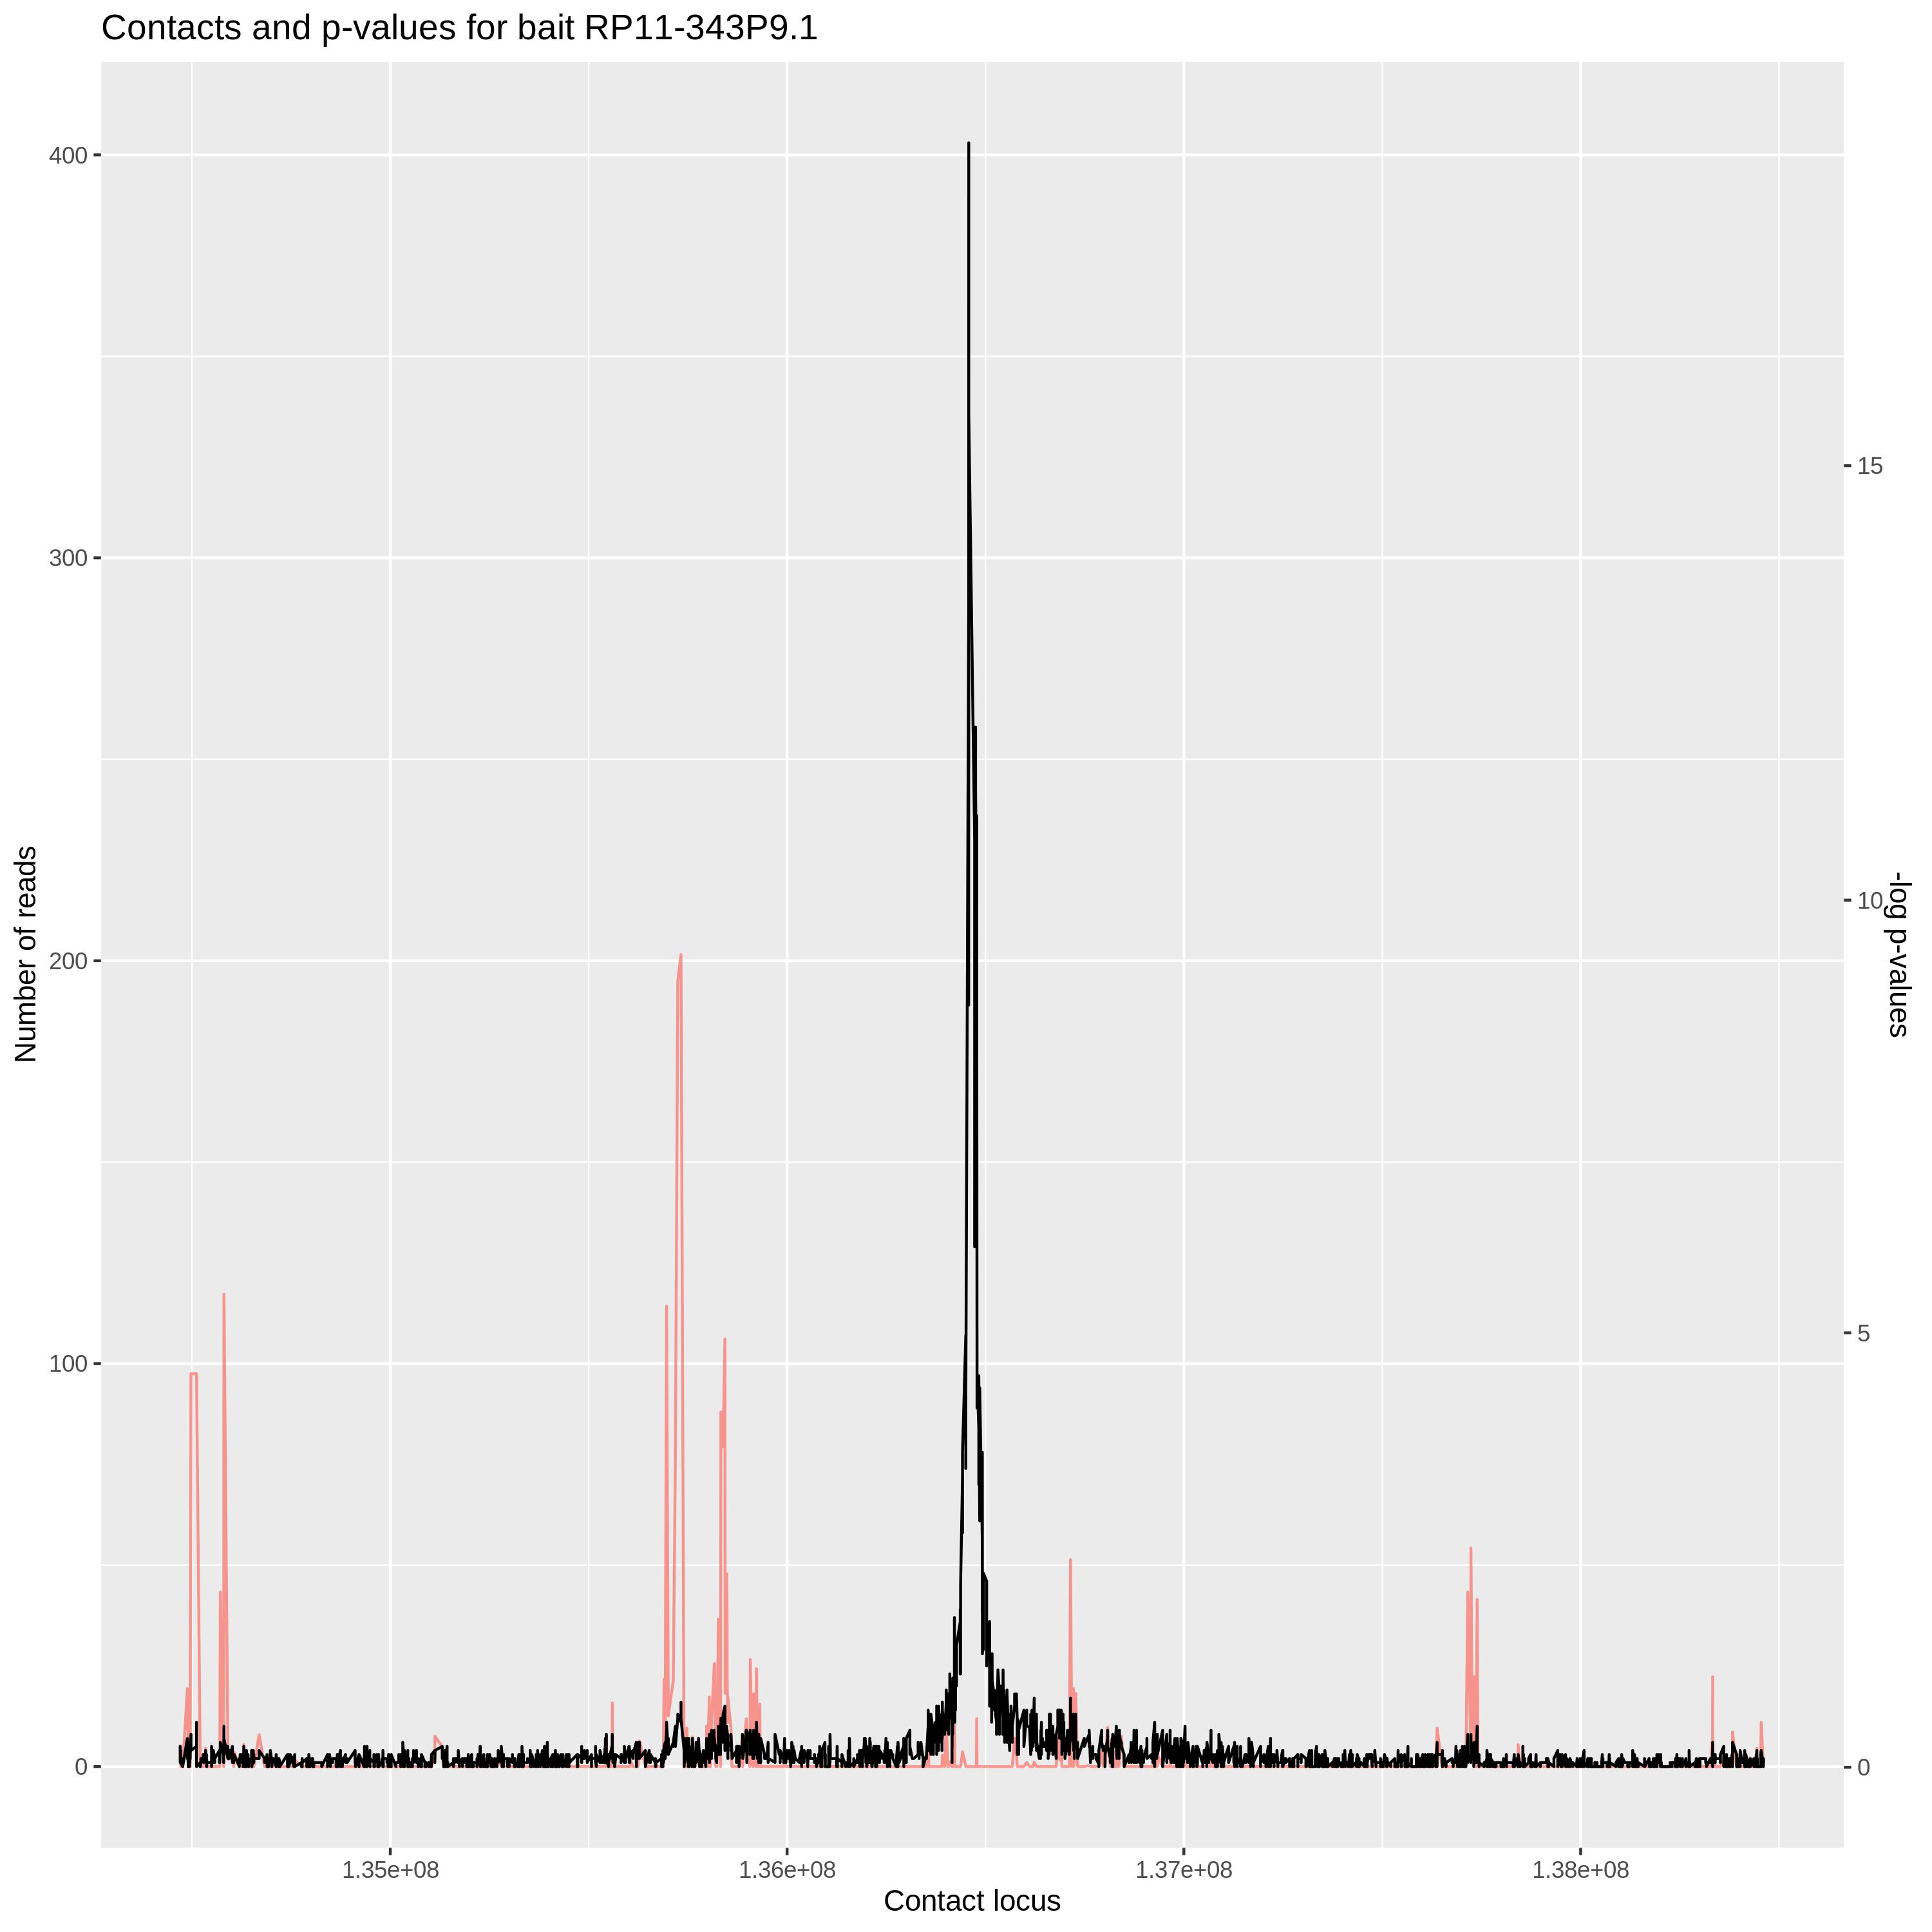 Contacts and p-values for bait RP11-343P9.1
400
300
200
100
0
Number of reads
15
10
5
0
-log p-values
1.35e+08
1.36e+08
1.37e+08
1.38e+08
Contact locus